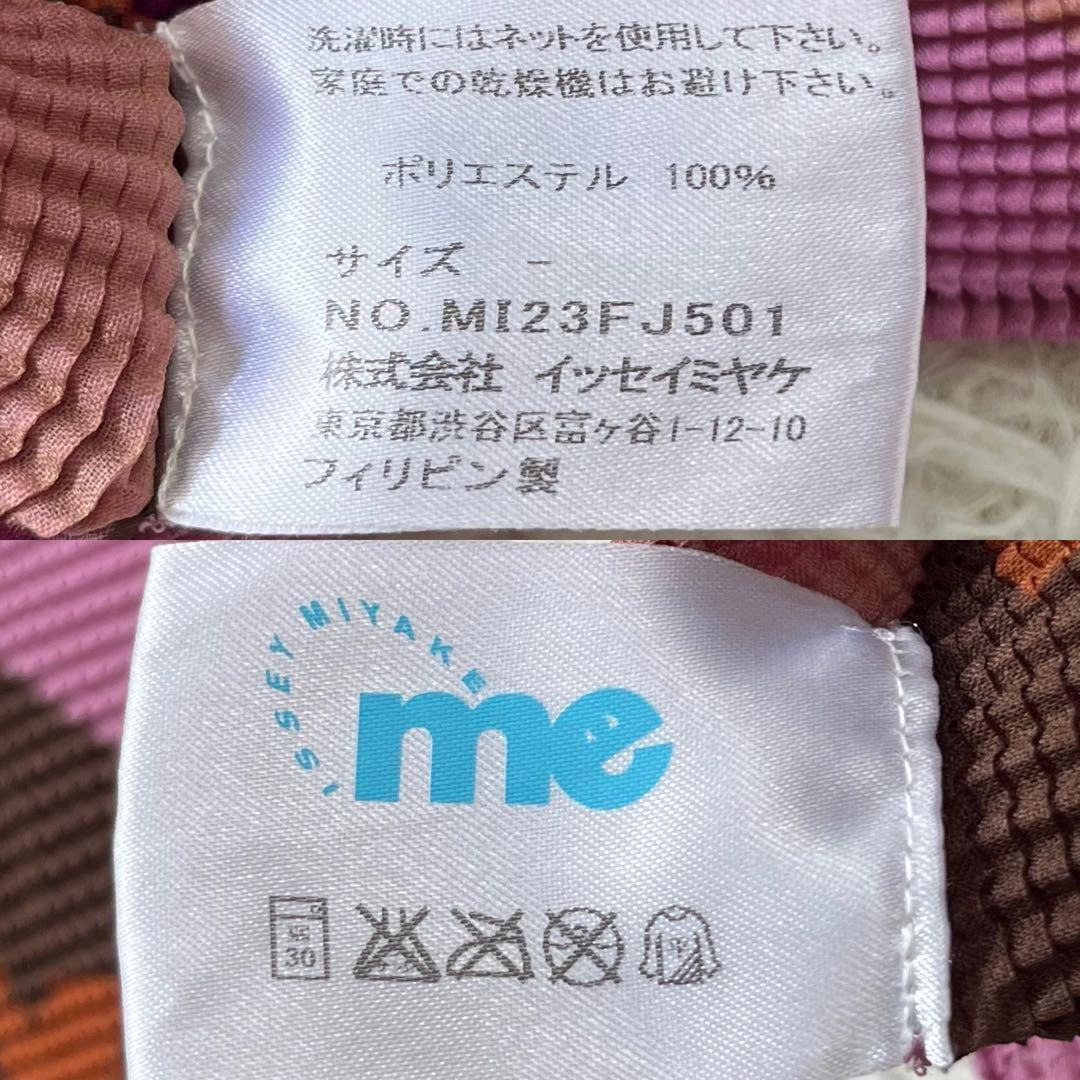 洗濯時にはネットを使用して下さい。
家庭での乾燥機はお避け下さい。
ポリエステル 100%
サイズ -
NO.MI23FJ501
株式会社 イッセイミヤケ
東京都渋谷区富ヶ谷1-12-10
フィリピン製
ISSEY MIYAKE
me
30